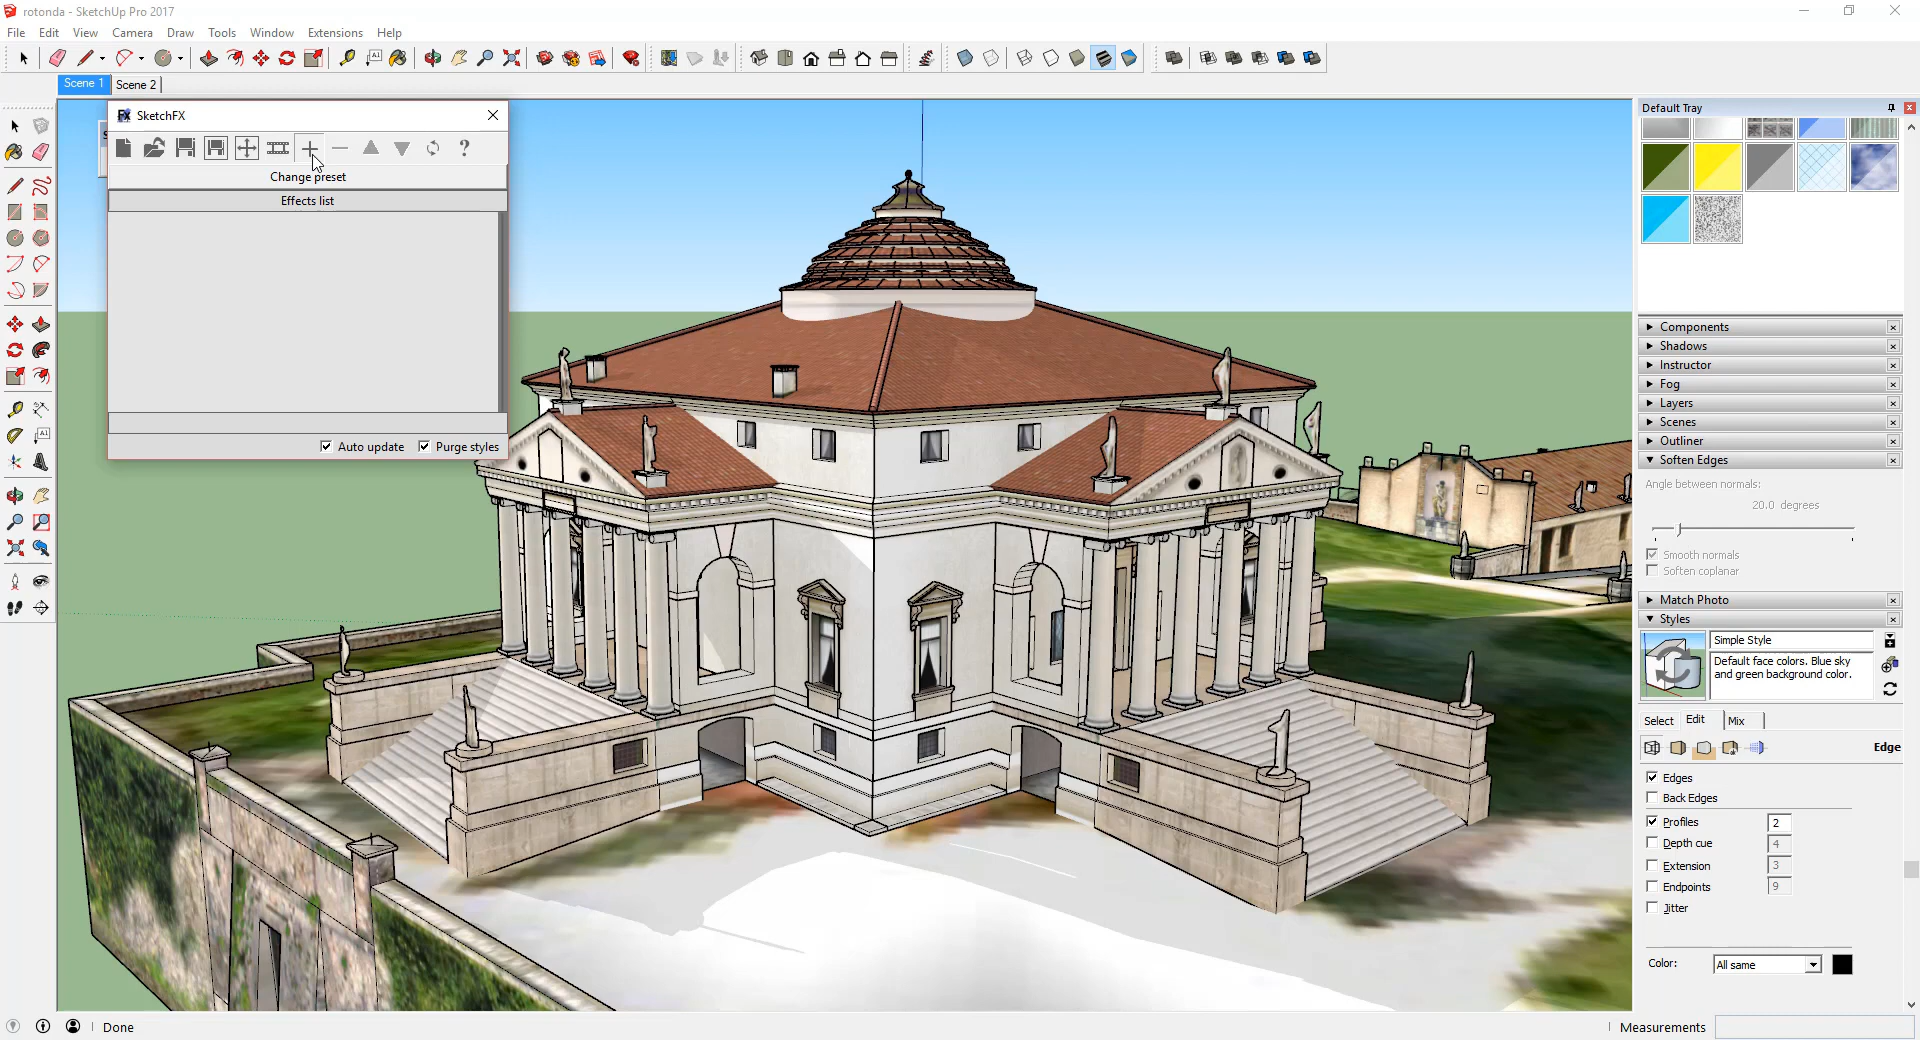 rotonda - SketchUp Pro 2017
File Edit View Camera Draw Tools Window Extensions Help
Scene 1 Scene 2
FX SketchFX
Change preset
Effects list
Auto update Purge styles
Default Tray
Components
Shadows
Instructor
Fog
Layers
Scenes
Outliner
Soften Edges
Angle between normals:
20.0 degrees
Smooth normals
Soften coplanar
Match Photo
Styles
Simple Style
Default face colors. Blue sky
and green background color.
Select Edit Mix
Edge
Edges
Back Edges
Profiles 2
Depth cue 4
Extension 3
Endpoints 9
Jitter
Color: All same
Done
Measurements